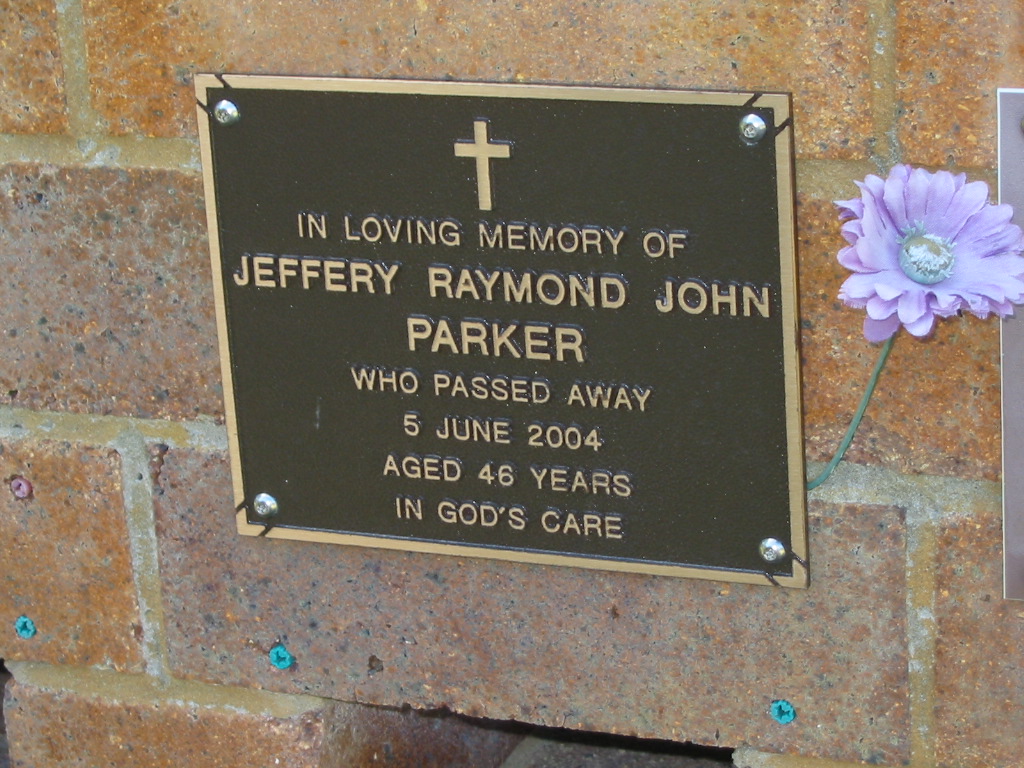 IN LOVING MEMORY OF
JEFFERY RAYMOND JOHN
PARKER
WHO PASSED AWAY
5 JUNE 2004
AGED 46 YEARS
IN GOD'S CARE